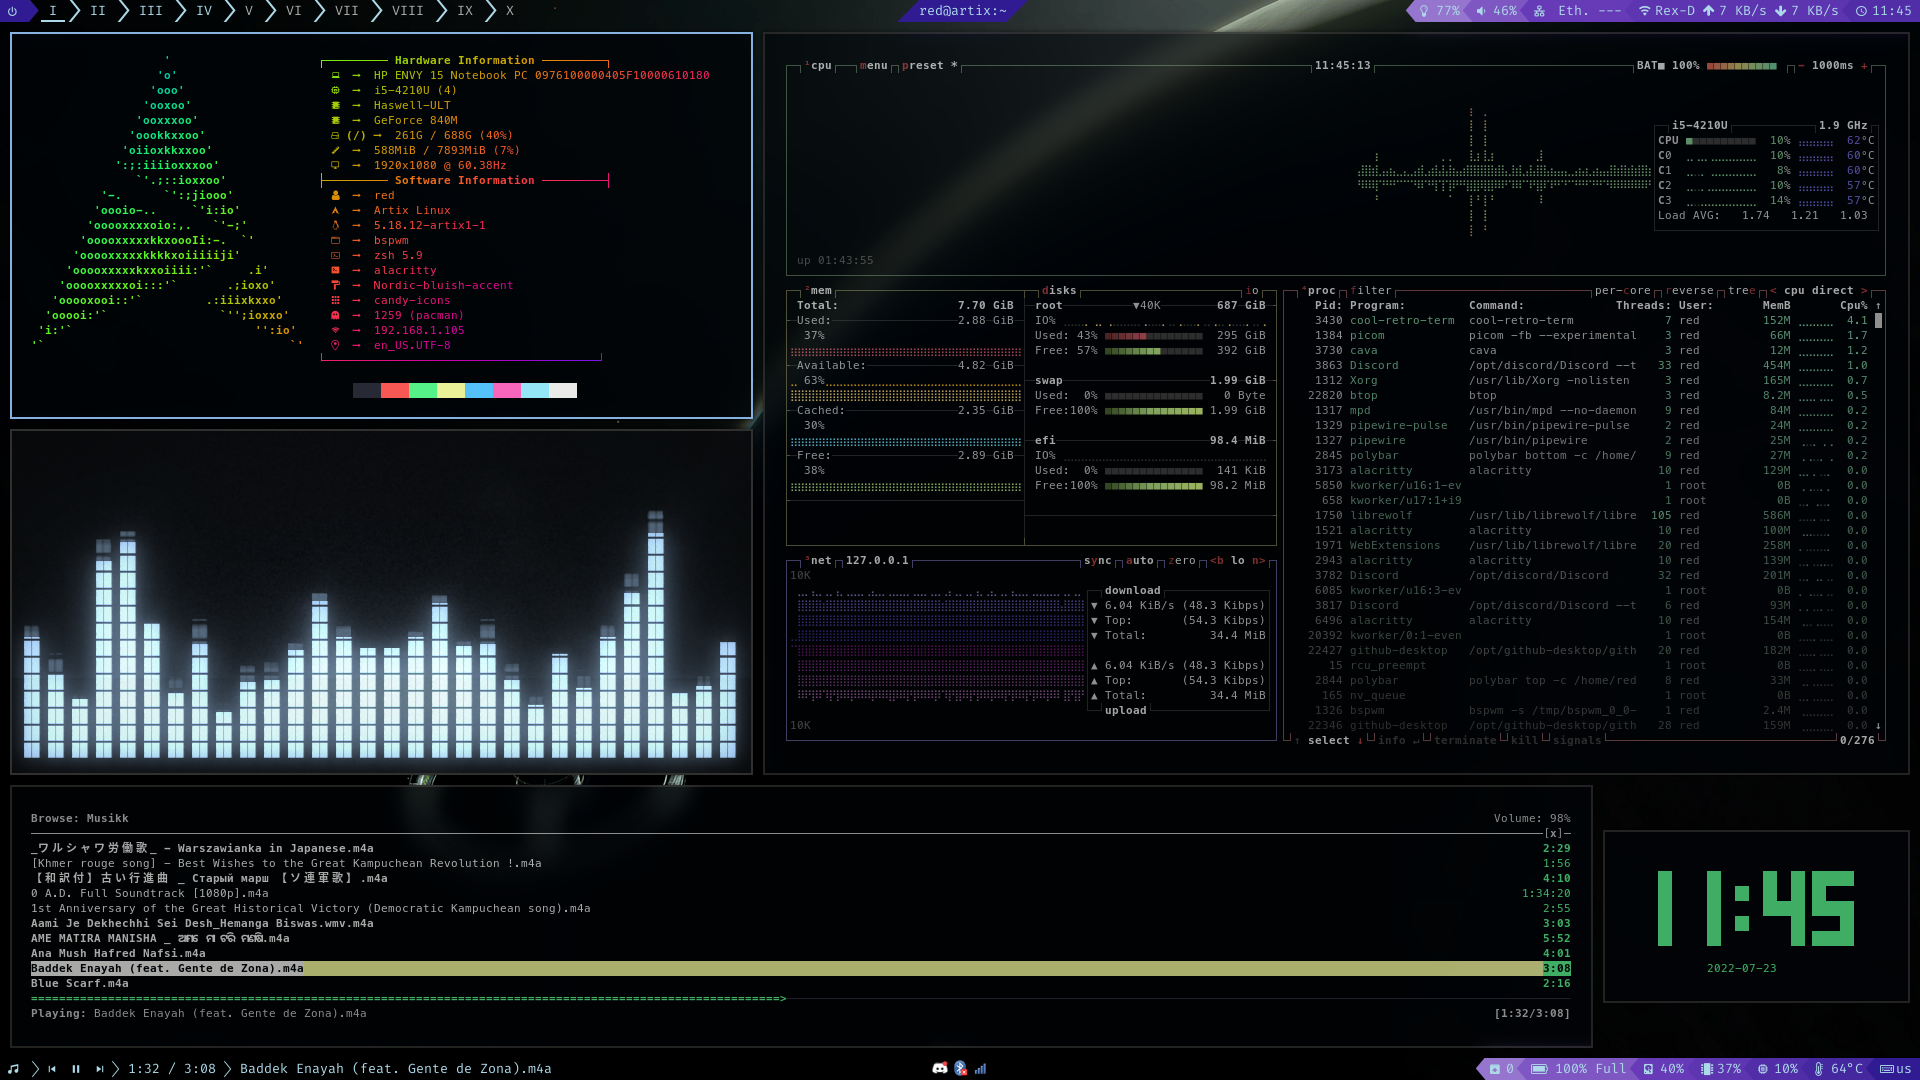 I II III IV V VI VII VIII IX X
red@artix:~
77% 46% Eth. --- Rex-D 7 KB/s 7 KB/s 11:45
Hardware Information
HP ENVY 15 Notebook PC 0976100000405F10000610180
i5-4210U (4)
Haswell-ULT
GeForce 840M
(/) → 261G / 688G (40%)
588MiB / 7893MiB (7%)
1920x1080 @ 60.38Hz
Software Information
red
Artix Linux
5.18.12-artix1-1
bspwm
zsh 5.9
alacritty
Nordic-bluish-accent
candy-icons
1259 (pacman)
192.168.1.105
en_US.UTF-8
¹cpu menu preset * 11:45:13 BAT■ 100% - 1000ms +
i5-4210U 1.9 GHz
CPU 10% 62°C
C0 10% 60°C
C1 8% 60°C
C2 10% 57°C
C3 14% 57°C
Load AVG: 1.74 1.21 1.03
up 01:43:55
²mem
Total: 7.70 GiB
Used: 2.88 GiB
37%
Available: 4.82 GiB
63%
Cached: 2.35 GiB
30%
Free: 2.89 GiB
38%
disks io
root ▼40K 687 GiB
IO%
Used: 43% 295 GiB
Free: 57% 392 GiB
swap 1.99 GiB
Used: 0% 0 Byte
Free:100% 1.99 GiB
efi 98.4 MiB
IO%
Used: 0% 141 KiB
Free:100% 98.2 MiB
³net 127.0.0.1 sync auto zero <b lo n>
10K
download
▼ 6.04 KiB/s (48.3 Kibps)
▼ Top: (54.3 Kibps)
▼ Total: 34.4 MiB
▲ 6.04 KiB/s (48.3 Kibps)
▲ Top: (54.3 Kibps)
▲ Total: 34.4 MiB
upload
10K
⁴proc filter per-core reverse tree < cpu direct >
Pid: Program: Command: Threads: User: MemB Cpu% ↑
3430 cool-retro-term cool-retro-term 7 red 152M 4.1
1384 picom picom -fb --experimental 3 red 66M 1.7
3730 cava cava 3 red 12M 1.2
3863 Discord /opt/discord/Discord --t 33 red 454M 1.0
1312 Xorg /usr/lib/Xorg -nolisten 3 red 165M 0.7
22820 btop btop 3 red 8.2M 0.5
1317 mpd /usr/bin/mpd --no-daemon 9 red 84M 0.2
1329 pipewire-pulse /usr/bin/pipewire-pulse 2 red 24M 0.2
1327 pipewire /usr/bin/pipewire 2 red 25M 0.2
2845 polybar polybar bottom -c /home/ 9 red 27M 0.2
3173 alacritty alacritty 10 red 129M 0.0
5850 kworker/u16:1-ev 1 root 0B 0.0
658 kworker/u17:1+i9 1 root 0B 0.0
1750 librewolf /usr/lib/librewolf/libre 105 red 586M 0.0
1521 alacritty alacritty 10 red 100M 0.0
1971 WebExtensions /usr/lib/librewolf/libre 20 red 258M 0.0
2943 alacritty alacritty 10 red 139M 0.0
3782 Discord /opt/discord/Discord 32 red 201M 0.0
6085 kworker/u16:3-ev 1 root 0B 0.0
3817 Discord /opt/discord/Discord --t 6 red 93M 0.0
6496 alacritty alacritty 10 red 154M 0.0
20392 kworker/0:1-even 1 root 0B 0.0
22427 github-desktop /opt/github-desktop/gith 20 red 182M 0.0
15 rcu_preempt 1 root 0B 0.0
2844 polybar polybar top -c /home/red 8 red 33M 0.0
165 nv_queue 1 root 0B 0.0
1326 bspwm bspwm -s /tmp/bspwm_0_0- 1 red 2.4M 0.0
22346 github-desktop /opt/github-desktop/gith 28 red 159M 0.0 ↓
↑ select ↓ info ↵ terminate kill signals 0/276
Browse: Musikk Volume: 98%
[x]
_ワルシャワ労働歌_ - Warszawianka in Japanese.m4a 2:29
[Khmer rouge song] - Best Wishes to the Great Kampuchean Revolution !.m4a 1:56
【和訳付】古い行進曲 _ Старый марш 【ソ連軍歌】.m4a 4:10
0 A.D. Full Soundtrack [1080p].m4a 1:34:20
1st Anniversary of the Great Historical Victory (Democratic Kampuchean song).m4a 2:55
Aami Je Dekhechhi Sei Desh_Hemanga Biswas.wmv.m4a 3:03
AME MATIRA MANISHA _ .m4a 5:52
Ana Mush Hafred Nafsi.m4a 4:01
Baddek Enayah (feat. Gente de Zona).m4a 3:08
Blue Scarf.m4a 2:16
Playing: Baddek Enayah (feat. Gente de Zona).m4a [1:32/3:08]
11:45
2022-07-23
1:32 / 3:08 Baddek Enayah (feat. Gente de Zona).m4a
0 100% Full 40% 37% 10% 64°C us